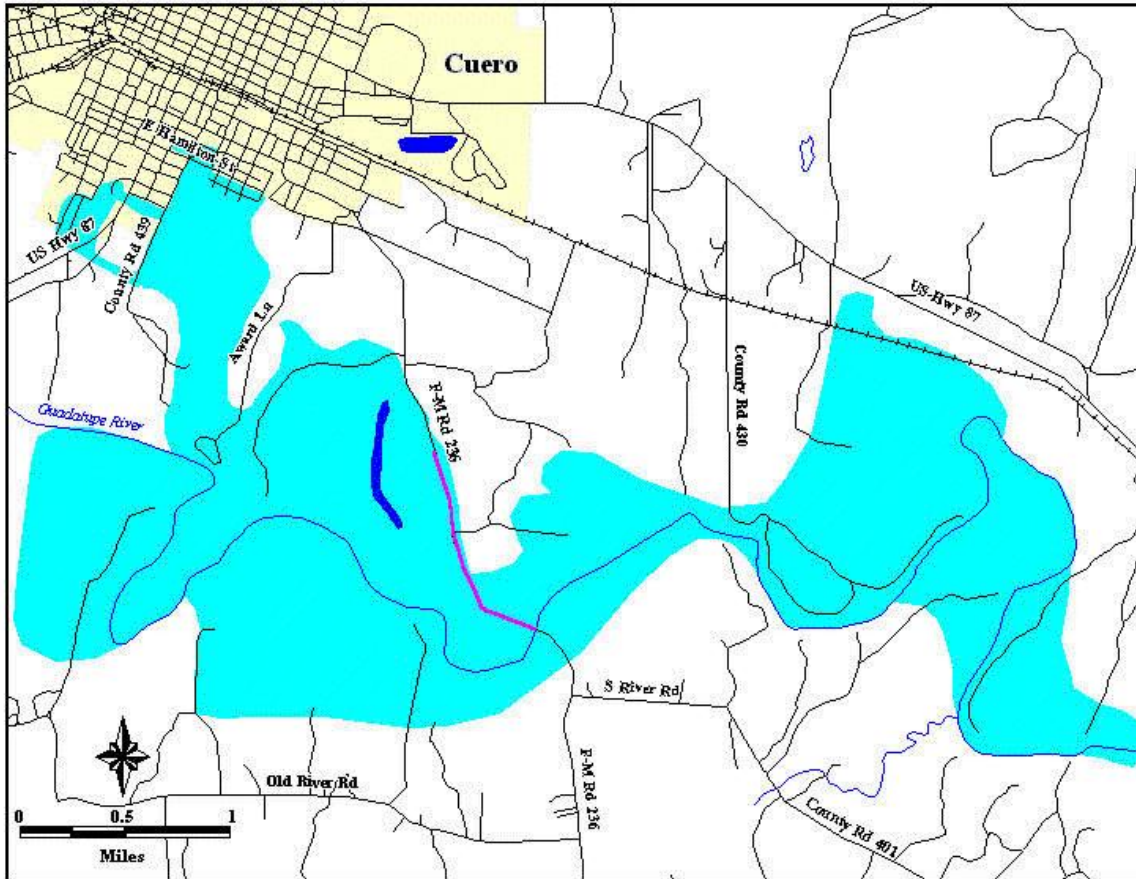 Cuero
E Hamilton St
US Hwy 87
County Rd 439
Award Ln
US Hwy 87
Guadalupe River
F-M Rd 236
County Rd 430
S River Rd
Old River Rd
F-M Rd 236
County Rd 401
0 0.5 1
Miles